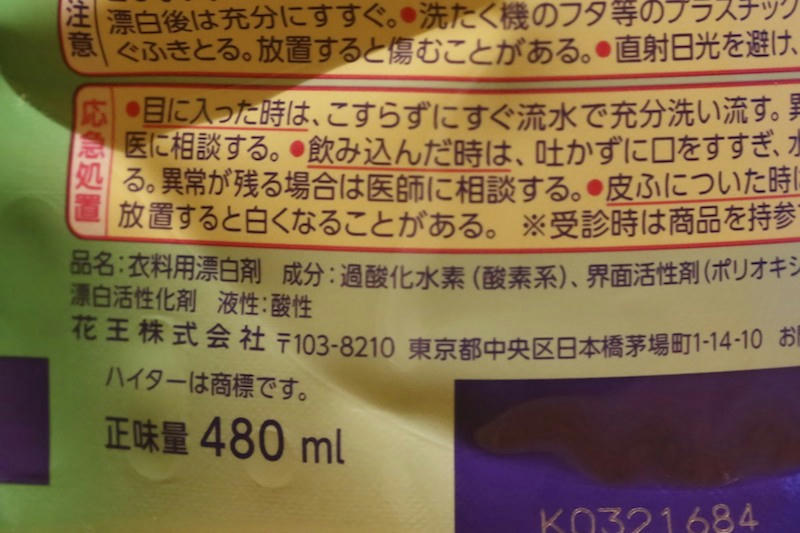 注意
漂白後は充分にすすぐ。●洗たく機のフタ等のプラスチック
ぐふきとる。放置すると傷むことがある。●直射日光を避け、
応急処置
●目に入った時は、こすらずにすぐ流水で充分洗い流す。異
医に相談する。●飲み込んだ時は、吐かずに口をすすぎ、水
る。異常が残る場合は医師に相談する。●皮ふについた時は
放置すると白くなることがある。 ※受診時は商品を持参
品名:衣料用漂白剤 成分:過酸化水素(酸素系)、界面活性剤(ポリオキシ
漂白活性化剤 液性:酸性
花王株式会社 〒103-8210 東京都中央区日本橋茅場町1-14-10 お
ハイターは商標です。
正味量 480 ml
K0321684